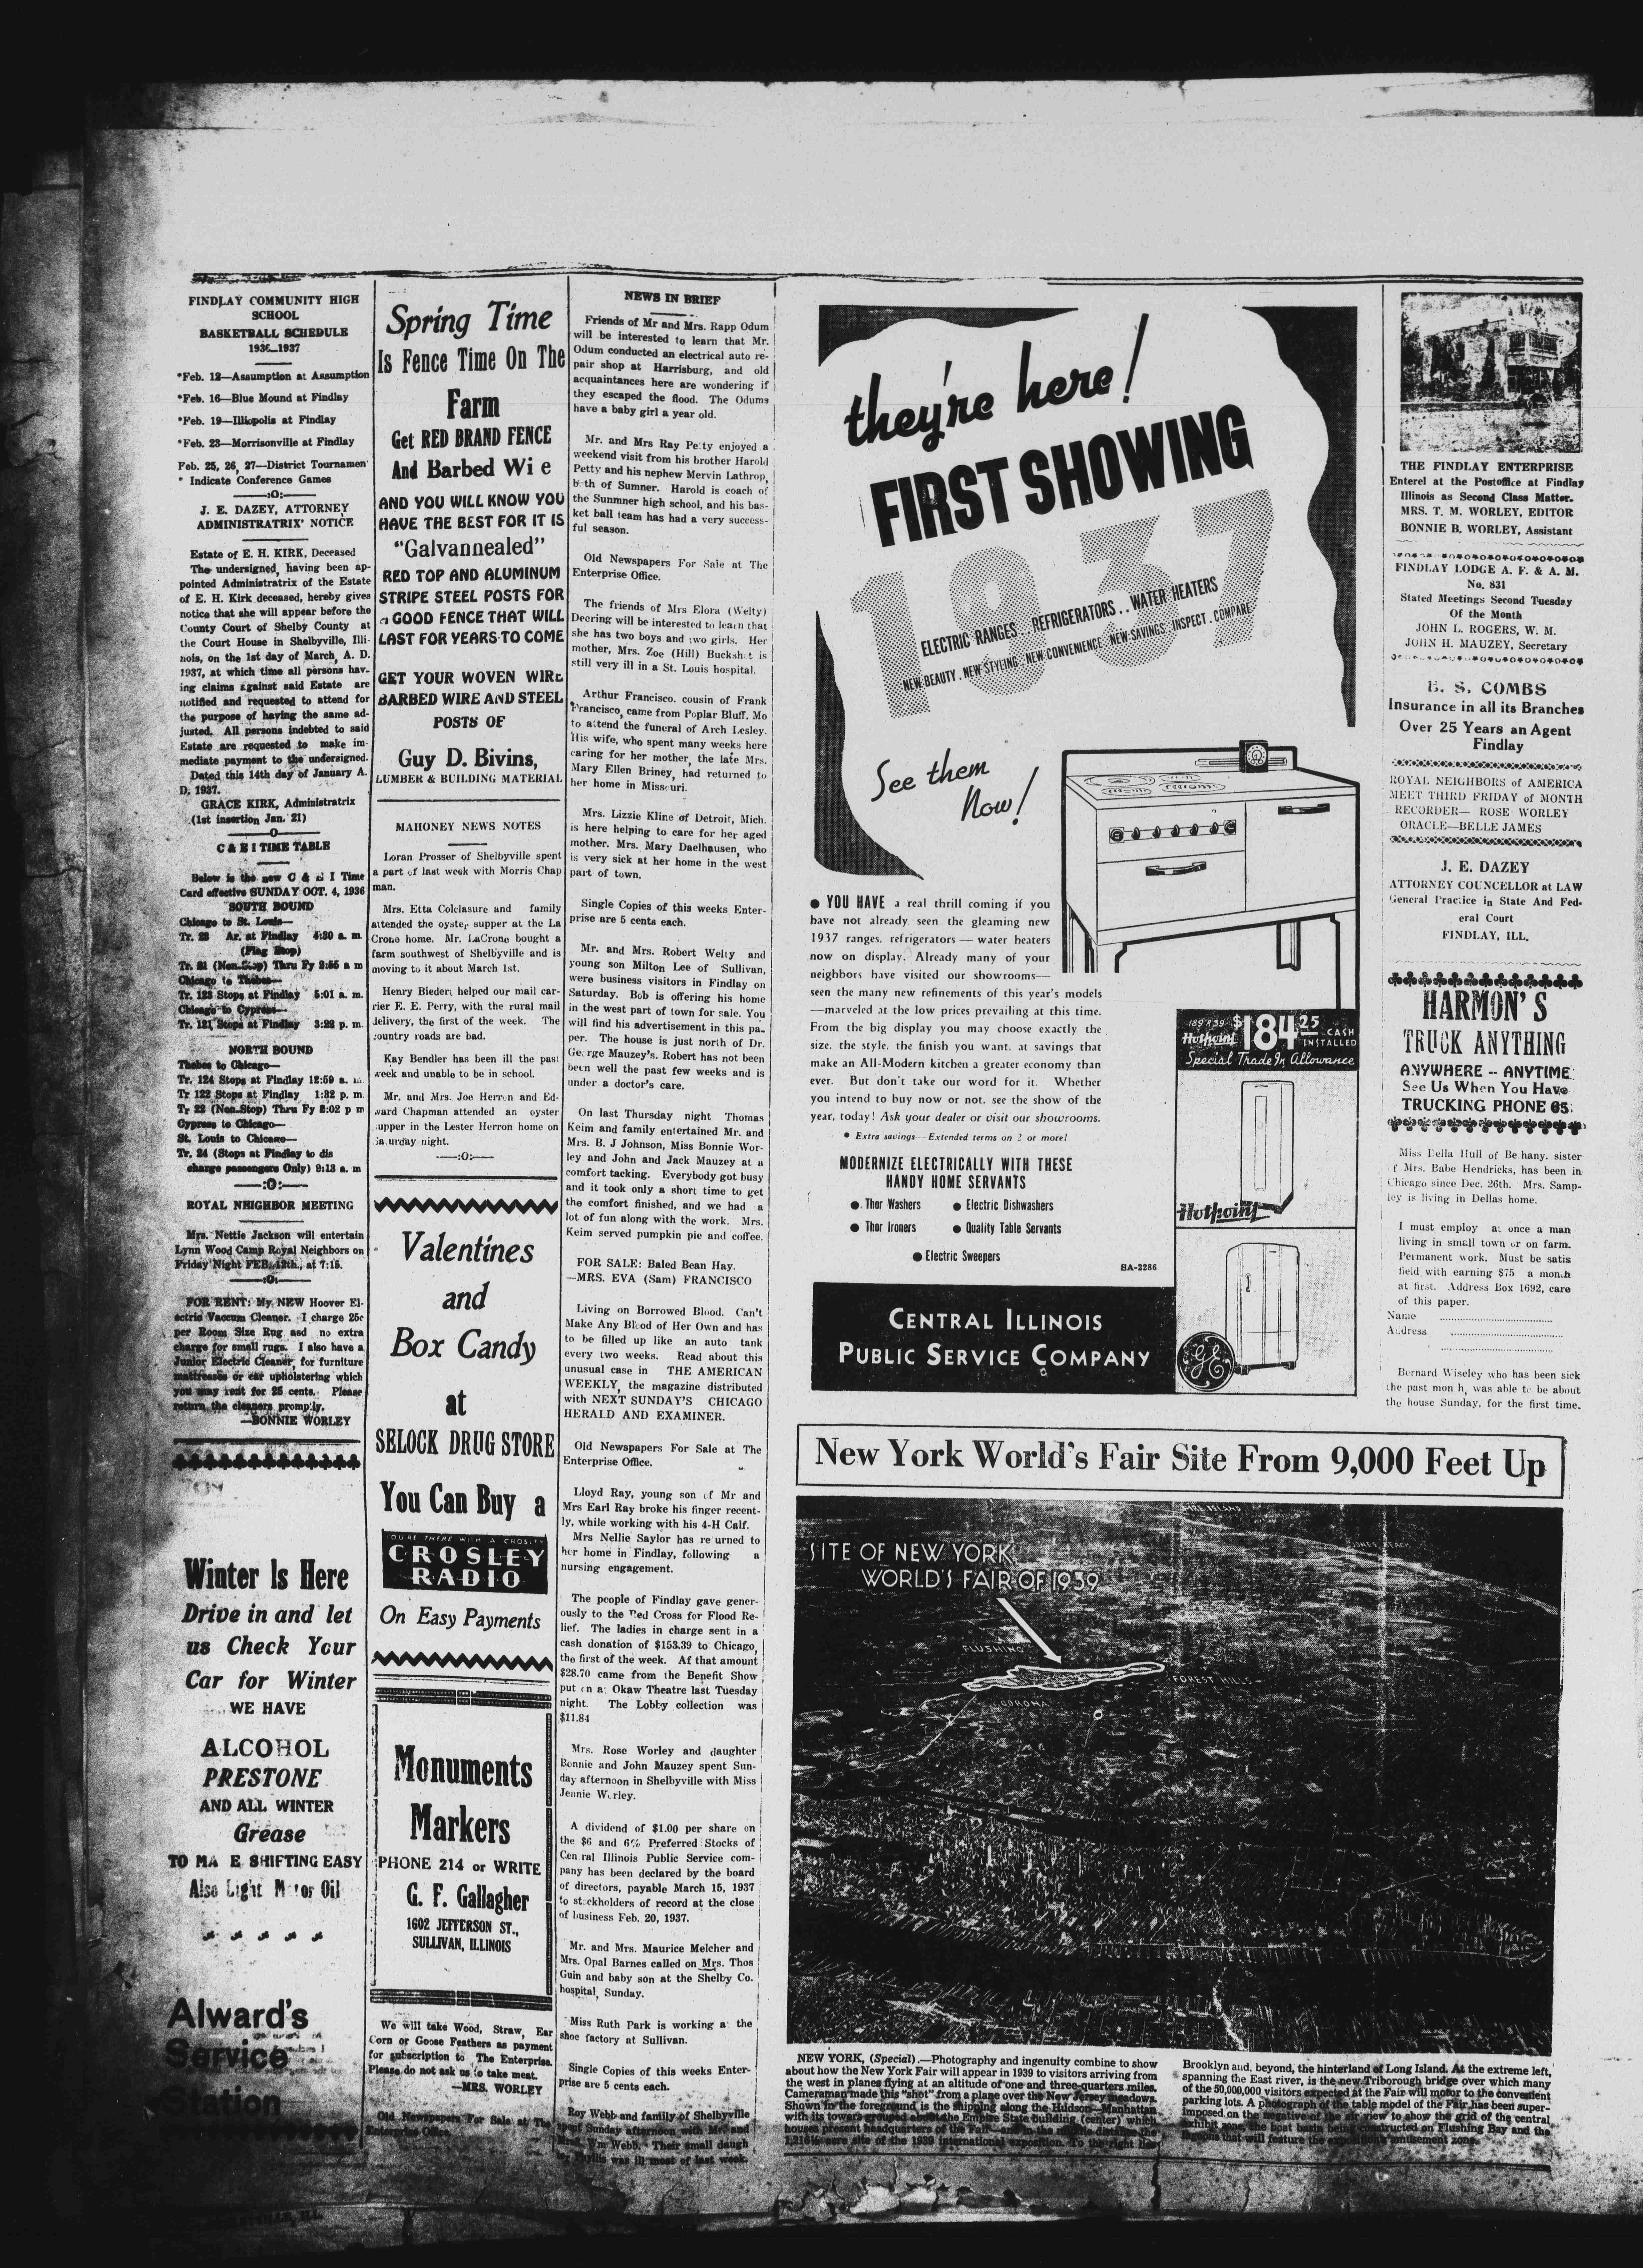 FINDLAY COMMUNITY HIGH
SCHOOL
BASKETBALL SCHEDULE
1936-1937
*Feb. 12—Assumption at Assumption
*Feb. 16—Blue Mound at Findlay
*Feb. 19—Illiopolis at Findlay
*Feb. 23—Morrisonville at Findlay
Feb. 25, 26, 27—District Tournamen
* Indicate Conference Games
—:O:—
J. E. DAZEY, ATTORNEY
ADMINISTRATRIX' NOTICE
Estate of E. H. KIRK, Deceased
The undersigned, having been ap-
pointed Administratrix of the Estate
of E. H. Kirk deceased, hereby gives
notice that she will appear before the
County Court of Shelby County at
the Court House in Shelbyville, Illi-
nois, on the 1st day of March, A. D.
1937, at which time all persons hav-
ing claims against said Estate are
notified and requested to attend for
the purpose of having the same ad-
justed. All persons indebted to said
Estate are requested to make im-
mediate payment to the undersigned.
Dated this 14th day of January A.
D. 1937.
GRACE KIRK, Administratrix
(1st insertion Jan. 21)
—O—
C & E I TIME TABLE
Below is the new C & E I Time
Card effective SUNDAY OCT. 4, 1936
SOUTH BOUND
Chicago to St. Louis—
Tr. 23 Ar. at Findlay 4:30 a. m.
(Flag Stop)
Tr. 21 (Non-Stop) Thru Fy 2:55 a m
Chicago to Thebes—
Tr. 123 Stops at Findlay 5:01 a. m.
Chicago to Cypress—
Tr. 121 Stops at Findlay 3:28 p. m.
NORTH BOUND
Thebes to Chicago—
Tr. 124 Stops at Findlay 12:59 a. m.
Tr 122 Stops at Findlay 1:32 p. m.
Tr 22 (Non-Stop) Thru Fy 2:02 p m
Cypress to Chicago—
St. Louis to Chicago—
Tr. 24 (Stops at Findlay to dis
charge passengers Only) 9:13 a. m
—:O:—
ROYAL NEIGHBOR MEETING
Mrs. Nettie Jackson will entertain
Lynn Wood Camp Royal Neighbors on
Friday Night FEB. 12th., at 7:15.
—:O:—
FOR RENT: My NEW Hoover El-
ectric Vaccum Cleaner. I charge 25c
per Room Size Rug asd no extra
charge for small rugs. I also have a
Junior Electric Cleaner, for furniture
mattresses or car upholstering which
you may rent for 25 cents. Please
return the cleaners promptly.
—BONNIE WORLEY
Winter Is Here
Drive in and let
us Check Your
Car for Winter
WE HAVE
ALCOHOL
PRESTONE
AND ALL WINTER
Grease
TO MA E SHIFTING EASY
Also Light M tor Oil
Alward's
Service
tion
Spring Time
Is Fence Time On The
Farm
Get RED BRAND FENCE
And Barbed Wi e
AND YOU WILL KNOW YOU
HAVE THE BEST FOR IT IS
"Galvannealed"
RED TOP AND ALUMINUM
STRIPE STEEL POSTS FOR
a GOOD FENCE THAT WILL
LAST FOR YEARS TO COME
GET YOUR WOVEN WIRE
BARBED WIRE AND STEEL
POSTS OF
Guy D. Bivins,
LUMBER & BUILDING MATERIAL
MAHONEY NEWS NOTES
Loran Prosser of Shelbyville spent
a part of last week with Morris Chap
man.
Mrs. Etta Colclasure and family
attended the oyster supper at the La
Crone home. Mr. LaCrone bought a
farm southwest of Shelbyville and is
moving to it about March 1st.
Henry Bieder, helped our mail car-
rier E. E. Perry, with the rural mail
delivery, the first of the week. The
country roads are bad.
Kay Bendler has been ill the past
week and unable to be in school.
Mr. and Mrs. Joe Herron and Ed-
ward Chapman attended an oyster
upper in the Lester Herron home on
a urday night.
—:O:—
Valentines
and
Box Candy
at
SELOCK DRUG STORE
You Can Buy a
YOU'RE THERE WITH A CROSLEY
CROSLEY
RADIO
On Easy Payments
Monuments
Markers
PHONE 214 or WRITE
G. F. Gallagher
1602 JEFFERSON ST.,
SULLIVAN, ILLINOIS
We will take Wood, Straw, Ear
Corn or Goose Feathers as payment
for subscription to The Enterprise.
Please do not ask us to take meat.
—MRS. WORLEY
Old Newspapers For Sale at The
Enterprise Office.
NEWS IN BRIEF
Friends of Mr and Mrs. Rapp Odum
will be interested to learn that Mr.
Odum conducted an electrical auto re-
pair shop at Harrisburg, and old
acquaintances here are wondering if
they escaped the flood. The Odums
have a baby girl a year old.
Mr. and Mrs Ray Petty enjoyed a
weekend visit from his brother Harold
Petty and his nephew Mervin Lathrop,
b th of Sumner. Harold is coach of
the Sunmner high school, and his bas-
ket ball team has had a very success-
ful season.
Old Newspapers For Sale at The
Enterprise Office.
The friends of Mrs Elora (Welty)
Deering will be interested to learn that
she has two boys and two girls. Her
mother, Mrs. Zoe (Hill) Buckshot is
still very ill in a St. Louis hospital.
Arthur Francisco, cousin of Frank
Francisco, came from Poplar Bluff, Mo
to attend the funeral of Arch Lesley.
His wife, who spent many weeks here
caring for her mother, the late Mrs.
Mary Ellen Briney, had returned to
her home in Missouri.
Mrs. Lizzie Kline of Detroit, Mich.
is here helping to care for her aged
mother. Mrs. Mary Daelhausen, who
is very sick at her home in the west
part of town.
Single Copies of this weeks Enter-
prise are 5 cents each.
Mr. and Mrs. Robert Welty and
young son Milton Lee of Sullivan,
were business visitors in Findlay on
Saturday. Bob is offering his home
in the west part of town for sale. You
will find his advertisement in this pa-
per. The house is just north of Dr.
George Mauzey's. Robert has not been
been well the past few weeks and is
under a doctor's care.
On last Thursday night Thomas
Keim and family entertained Mr. and
Mrs. B. J Johnson, Miss Bonnie Wor-
ley and John and Jack Mauzey at a
comfort tacking. Everybody got busy
and it took only a short time to get
the comfort finished, and we had a
lot of fun along with the work. Mrs.
Keim served pumpkin pie and coffee.
FOR SALE: Baled Bean Hay.
—MRS. EVA (Sam) FRANCISCO
Living on Borrowed Blood. Can't
Make Any Blood of Her Own and has
to be filled up like an auto tank
every two weeks. Read about this
unusual case in THE AMERICAN
WEEKLY, the magazine distributed
with NEXT SUNDAY'S CHICAGO
HERALD AND EXAMINER.
Old Newspapers For Sale at The
Enterprise Office.
Lloyd Ray, young son of Mr and
Mrs Earl Ray broke his finger recent-
ly, while working with his 4-H Calf.
Mrs Nellie Saylor has re urned to
her home in Findlay, following a
nursing engagement.
The people of Findlay gave gener-
ously to the Red Cross for Flood Re-
lief. The ladies in charge sent in a
cash donation of $153.39 to Chicago,
the first of the week. Af that amount
$28.70 came from the Benefit Show
put on at Okaw Theatre last Tuesday
night. The Lobby collection was
$11.84
Mrs. Rose Worley and daughter
Bonnie and John Mauzey spent Sun-
day afternoon in Shelbyville with Miss
Jennie Worley.
A dividend of $1.00 per share on
the $6 and 6% Preferred Stocks of
Cen ral Illinois Public Service com-
pany has been declared by the board
of directors, payable March 15, 1937
to stockholders of record at the close
of business Feb. 20, 1937.
Mr. and Mrs. Maurice Melcher and
Mrs. Opal Barnes called on Mrs. Thos
Guin and baby son at the Shelby Co.
hospital, Sunday.
Miss Ruth Park is working a the
shoe factory at Sullivan.
Single Copies of this weeks Enter-
prise are 5 cents each.
Roy Webb and family of Shelbyville
spent Sunday afternoon with Mr. and
Mrs. Wm Webb. Their small daugh
ter Phyllis was ill most of last week.
they're here!
FIRST SHOWING
1937
ELECTRIC RANGES .. REFRIGERATORS .. WATER HEATERS
NEW BEAUTY . NEW STYLING . NEW CONVENIENCE . NEW SAVINGS . INSPECT . COMPARE
See them
Now!
● YOU HAVE a real thrill coming if you
have not already seen the gleaming new
1937 ranges, refrigerators — water heaters
now on display. Already many of your
neighbors have visited our showrooms—
seen the many new refinements of this year's models
—marveled at the low prices prevailing at this time.
From the big display you may choose exactly the
size, the style, the finish you want, at savings that
make an All-Modern kitchen a greater economy than
ever. But don't take our word for it. Whether
you intend to buy now or not, see the show of the
year, today! Ask your dealer or visit our showrooms.
● Extra savings—Extended terms on 2 or more!
MODERNIZE ELECTRICALLY WITH THESE
HANDY HOME SERVANTS
● Thor Washers ● Electric Dishwashers
● Thor Ironers ● Quality Table Servants
● Electric Sweepers
SA-2286
Hotpoint $184.25 CASH
INSTALLED
Special Trade In Allowance
Hotpoint
GE
CENTRAL ILLINOIS
PUBLIC SERVICE COMPANY
THE FINDLAY ENTERPRISE
Enterel at the Postoffice at Findlay
Illinois as Second Class Matter.
MRS. T. M. WORLEY, EDITOR
BONNIE B. WORLEY, Assistant
FINDLAY LODGE A. F. & A. M.
No. 831
Stated Meetings Second Tuesday
Of the Month
JOHN L. ROGERS, W. M.
JOHN H. MAUZEY, Secretary
E. S. COMBS
Insurance in all its Branches
Over 25 Years an Agent
Findlay
ROYAL NEIGHBORS of AMERICA
MEET THIRD FRIDAY of MONTH
RECORDER— ROSE WORLEY
ORACLE—BELLE JAMES
J. E. DAZEY
ATTORNEY COUNCELLOR at LAW
General Practice in State And Fed-
eral Court
FINDLAY, ILL.
HARMON'S
TRUCK ANYTHING
ANYWHERE -- ANYTIME
See Us When You Have
TRUCKING PHONE 65
Miss Della Hull of Be hany, sister
f Mrs. Babe Hendricks, has been in
Chicago since Dec. 26th. Mrs. Samp-
ley is living in Dellas home.
I must employ at once a man
living in small town or on farm.
Permanent work. Must be satis
field with earning $75 a month
at first. Address Box 1692, care
of this paper.
Name
Address
Bernard Wiseley who has been sick
the past mon h, was able to be about
the house Sunday, for the first time.
New York World's Fair Site From 9,000 Feet Up
SITE OF NEW YORK
WORLD'S FAIR OF 1939
FLUSHING
FOREST HILLS
CORONA
NEW YORK, (Special).—Photography and ingenuity combine to show
about how the New York Fair will appear in 1939 to visitors arriving from
the west in planes flying at an altitude of one and three-quarters miles.
Cameraman made this "shot" from a plane over the New Jersey meadows.
Shown in the foreground is the shipping along the Hudson—Manhattan
with its towers grouped about the Empire State building (center) which
houses present headquarters of the Fair—and in the middle distance the
1,216½ acre site of the 1939 international exposition. To the right lies
Brooklyn and, beyond, the hinterland of Long Island. At the extreme left,
spanning the East river, is the new Triborough bridge over which many
of the 50,000,000 visitors expected at the Fair will motor to the convenient
parking lots. A photograph of the table model of the Fair has been super-
imposed on the negative of the air view to show the grid of the central
exhibit zone, the boat basin being constructed on Flushing Bay and the
lagoons that will feature the amusement zone.